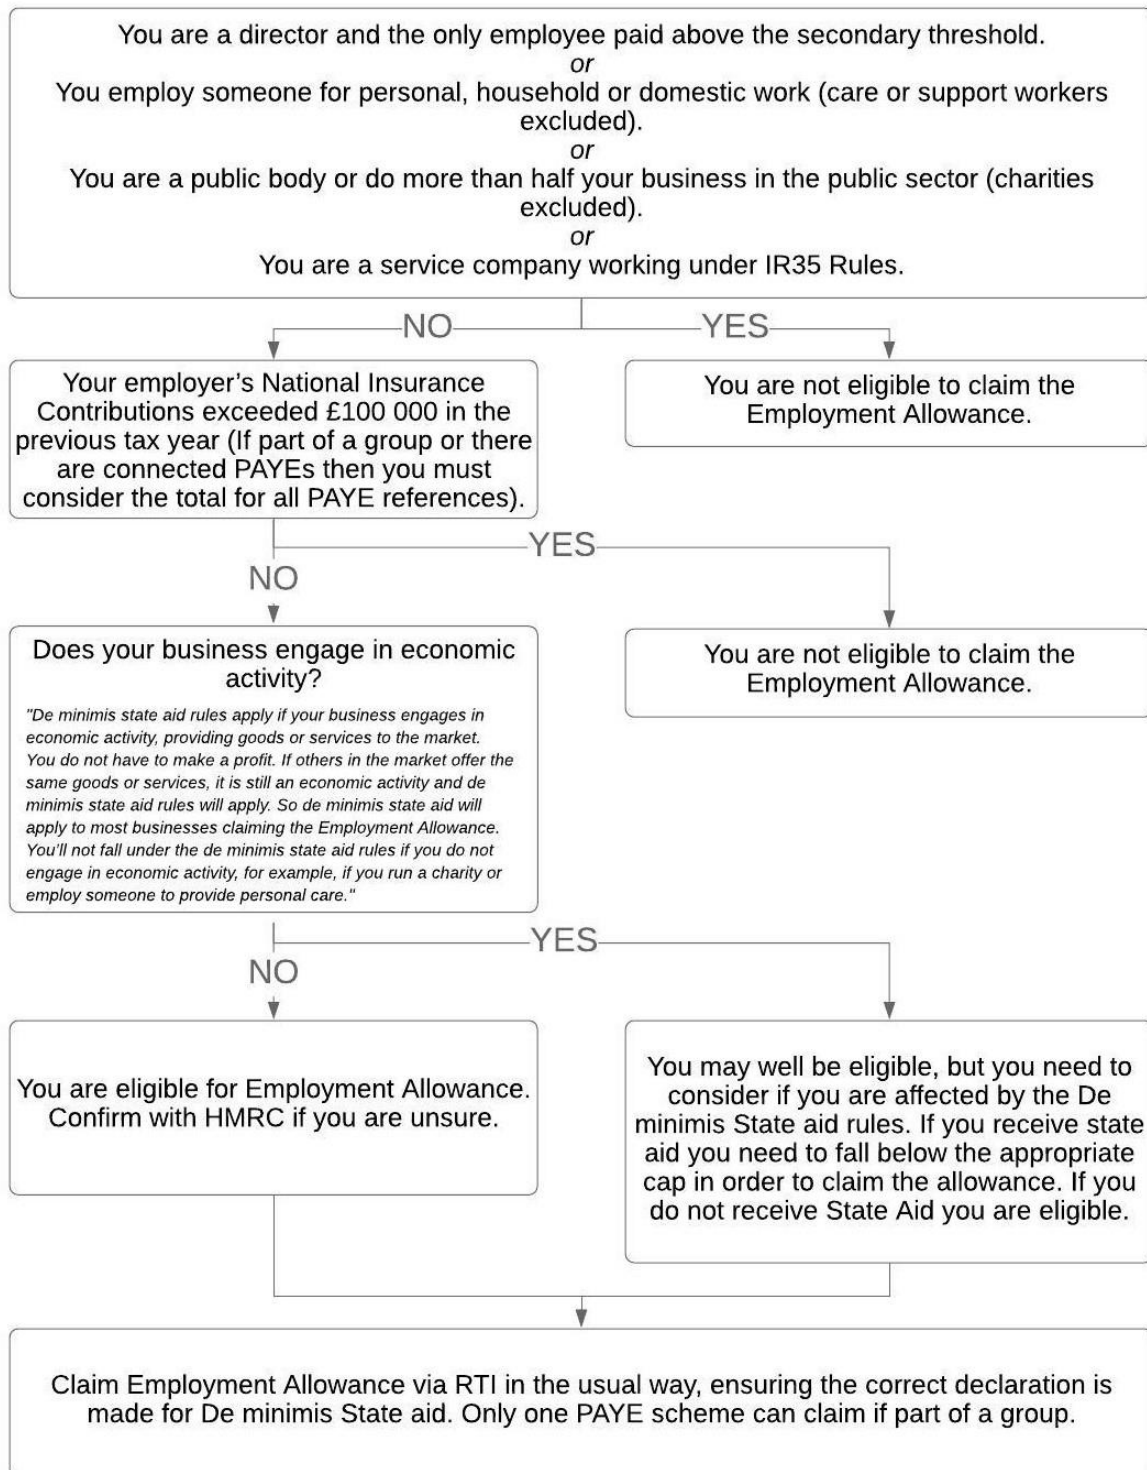 You are a director and the only employee paid above the secondary threshold.
or
You employ someone for personal, household or domestic work (care or support workers
excluded).
or
You are a public body or do more than half your business in the public sector (charities
excluded).
or
You are a service company working under IR35 Rules.
NO
YES
Your employer's National Insurance
Contributions exceeded £100 000 in the
previous tax year (If part of a group or there
are connected PAYEs then you must
consider the total for all PAYE references).
You are not eligible to claim the
Employment Allowance.
YES
NO
Does your business engage in economic
activity?
"De minimis state aid rules apply if your business engages in
economic activity, providing goods or services to the market.
You do not have to make a profit. If others in the market offer the
same goods or services, it is still an economic activity and de
minimis state aid rules will apply. So de minimis state aid will
apply to most businesses claiming the Employment Allowance.
You'll not fall under the de minimis state aid rules if you do not
engage in economic activity, for example, if you run a charity or
employ someone to provide personal care."
You are not eligible to claim the
Employment Allowance.
YES
NO
You are eligible for Employment Allowance.
Confirm with HMRC if you are unsure.
You may well be eligible, but you need to
consider if you are affected by the De
minimis State aid rules. If you receive state
aid you need to fall below the appropriate
cap in order to claim the allowance. If you
do not receive State Aid you are eligible.
Claim Employment Allowance via RTI in the usual way, ensuring the correct declaration is
made for De minimis State aid. Only one PAYE scheme can claim if part of a group.